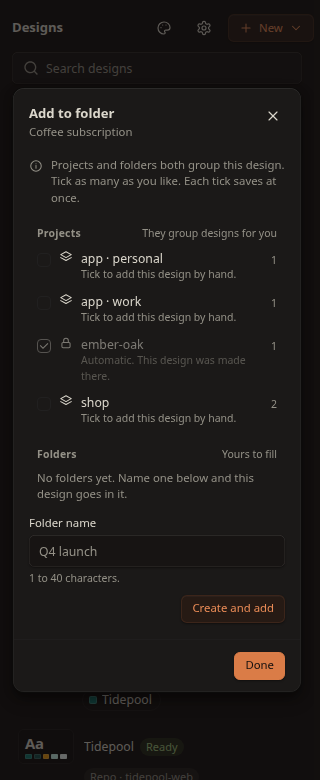 Designs
New
Search designs
Add to folder
Coffee subscription
Projects and folders both group this design.
Tick as many as you like. Each tick saves at
once.
Projects They group designs for you
app · personal 1
Tick to add this design by hand.
app · work 1
Tick to add this design by hand.
ember-oak 1
Automatic. This design was made
there.
shop 2
Tick to add this design by hand.
Folders Yours to fill
No folders yet. Name one below and this
design goes in it.
Folder name
Q4 launch
1 to 40 characters.
Create and add
Done
Tidepool
Aa
Tidepool Ready
Repo · tidepool-web